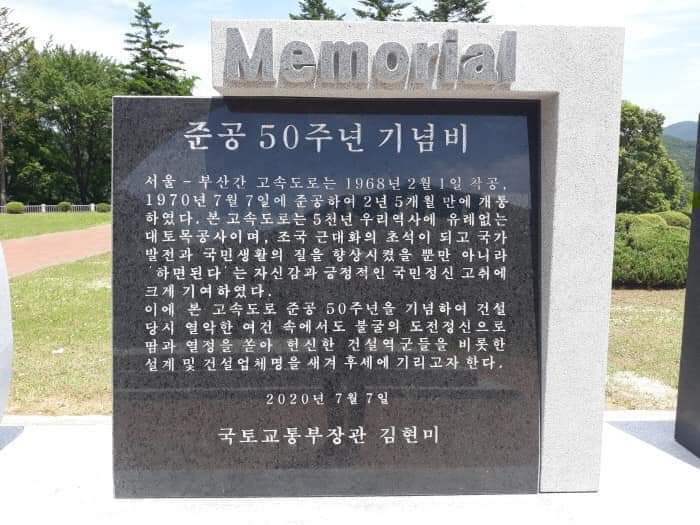 Memorial
준공 50주년 기념비
서울 - 부산간 고속도로는 1968년 2월 1일 착공,
1970년 7월 7일에 준공하여 2년 5개월 만에 개통
하였다. 본 고속도로는 5천년 우리역사에 유례없는
대토목공사이며, 조국 근대화의 초석이 되고 국가
발전과 국민생활의 질을 향상시켰을 뿐만 아니라
'하면된다'는 자신감과 긍정적인 국민정신 고취에
크게 기여하였다.
이에 본 고속도로 준공 50주년을 기념하여 건설
당시 열악한 여건 속에서도 불굴의 도전정신으로
땀과 열정을 쏟아 헌신한 건설역군들을 비롯한
설계 및 건설업체명을 새겨 후세에 기리고자 한다.
2020년 7월 7일
국토교통부장관 김현미